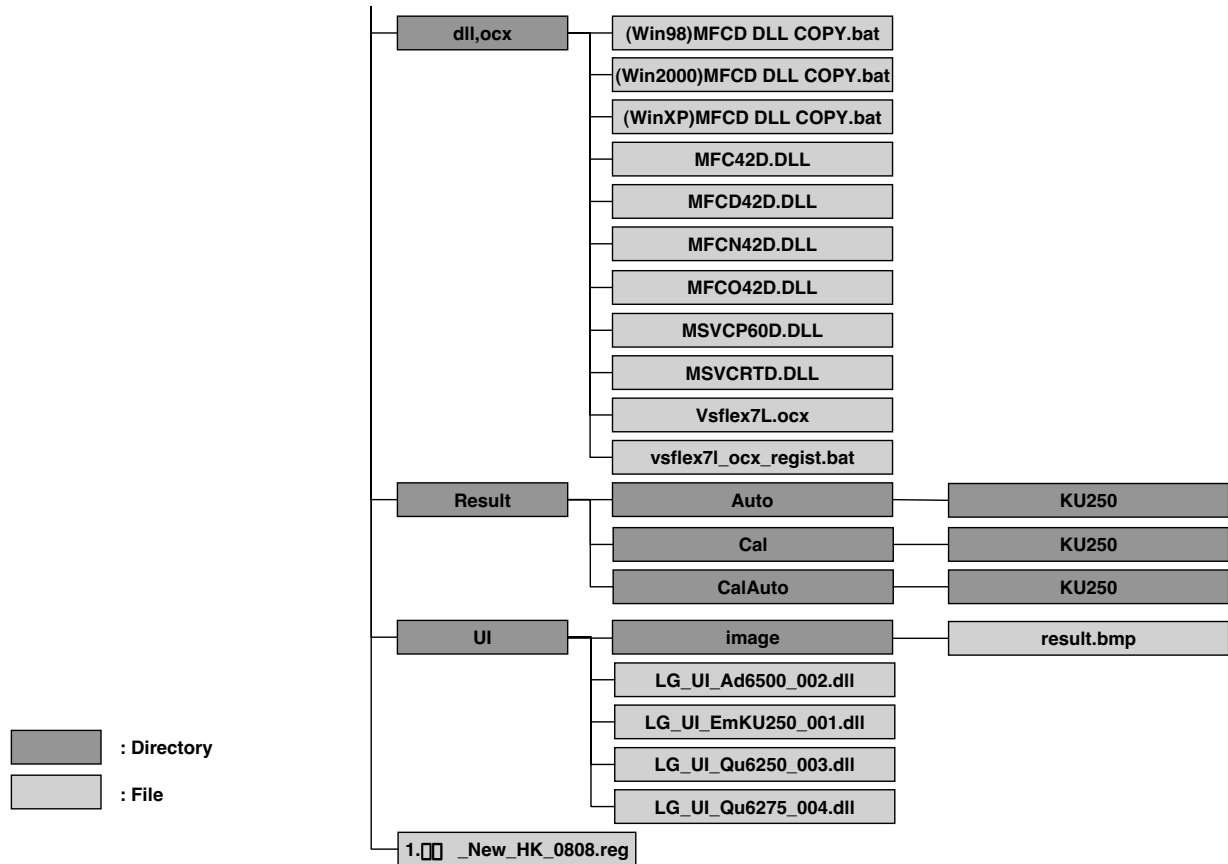 dll,ocx
(Win98)MFCD DLL COPY.bat
(Win2000)MFCD DLL COPY.bat
(WinXP)MFCD DLL COPY.bat
MFC42D.DLL
MFCD42D.DLL
MFCN42D.DLL
MFCO42D.DLL
MSVCP60D.DLL
MSVCRTD.DLL
Vsflex7L.ocx
vsflex7l_ocx_regist.bat
Result
Auto
KU250
Cal
KU250
CalAuto
KU250
UI
image
result.bmp
LG_UI_Ad6500_002.dll
LG_UI_EmKU250_001.dll
LG_UI_Qu6250_003.dll
LG_UI_Qu6275_004.dll
: Directory
: File
1. _New_HK_0808.reg